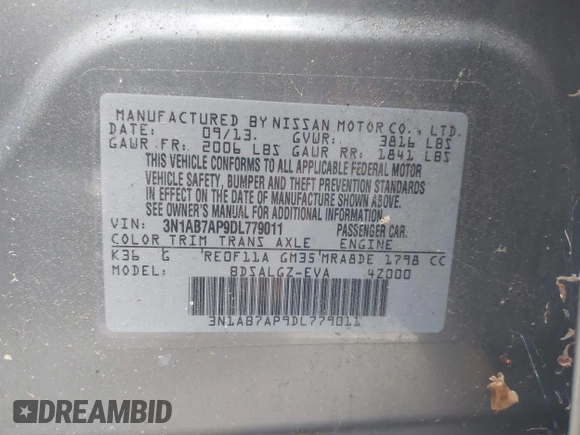 MANUFACTURED BY NISSAN MOTOR CO., LTD.
DATE: 09/13. GVWR: 3816 LBS
GAWR FR: 2006 LBS GAWR RR: 1841 LBS
THIS VEHICLE CONFORMS TO ALL APPLICABLE FEDERAL MOTOR
VEHICLE SAFETY, BUMPER AND THEFT PREVENTION STANDARDS
IN EFFECT ON THE DATE OF MANUFACTURE SHOWN ABOVE.
SEE OWNER'S MANUAL FOR ADDITIONAL INFORMATION.
VIN: 3N1AB7AP9DL779011 PASSENGER CAR.
COLOR TRIM TRANS AXLE ENGINE
K36 G RE0F11A GM35 MRA8DE 1798 CC
MODEL: BDSALGZ-EVA 4Z000
3N1AB7AP9DL779011
DREAMBID